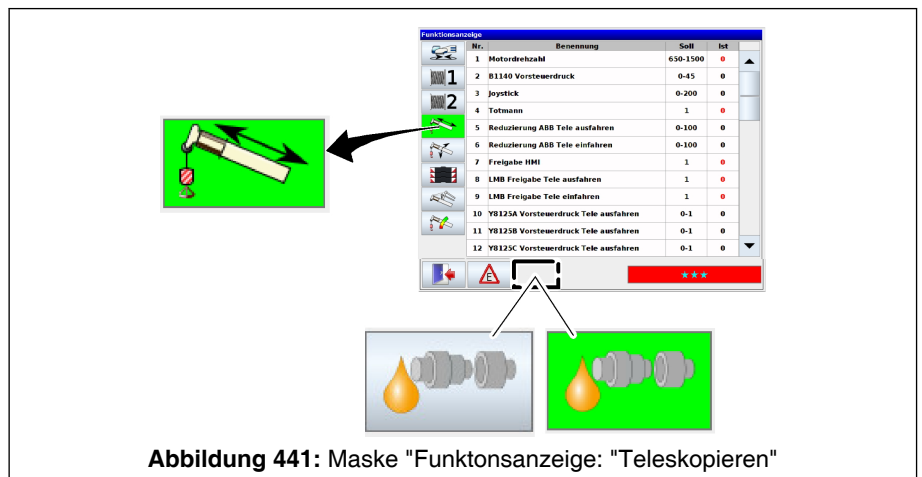 Funktionsanzeige
Nr. Benennung Soll Ist
1 Motordrehzahl 650-1500 0
1 2 B1140 Vorsteuerdruck 0-45 0
2 3 Joystick 0-200 0
4 Totmann 1 0
5 Reduzierung ABB Tele ausfahren 0-100 0
6 Reduzierung ABB Tele einfahren 0-100 0
7 Freigabe HMI 1 0
8 LMB Freigabe Tele ausfahren 1 0
9 LMB Freigabe Tele einfahren 1 0
10 Y8125A Vorsteuerdruck Tele ausfahren 0-1 0
11 Y8125B Vorsteuerdruck Tele ausfahren 0-1 0
12 Y8125C Vorsteuerdruck Tele ausfahren 0-1 0
E ★★★
Abbildung 441: Maske "Funktonsanzeige: "Teleskopieren"